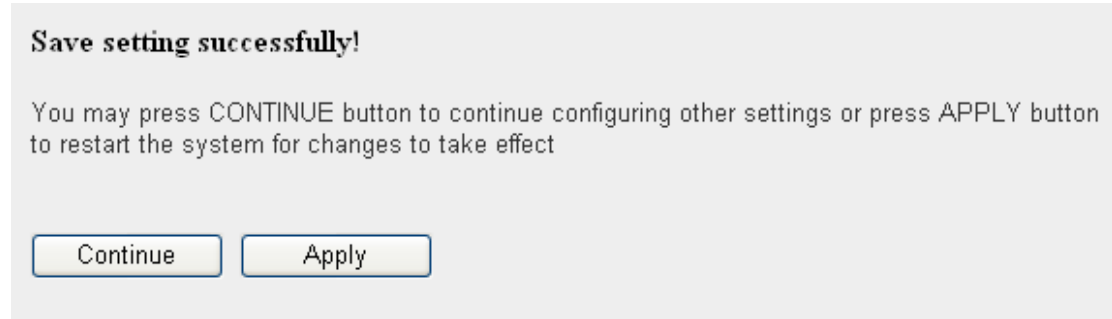 Save setting successfully!
You may press CONTINUE button to continue configuring other settings or press APPLY button
to restart the system for changes to take effect
Continue
Apply